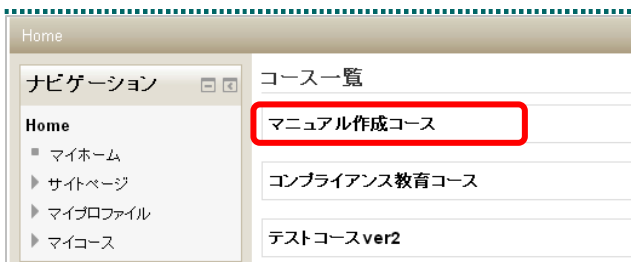 Home
ナビゲーション
Home
マイホーム
サイトページ
マイプロファイル
マイコース
コース一覧
マニュアル作成コース
コンプライアンス教育コース
テストコースver2